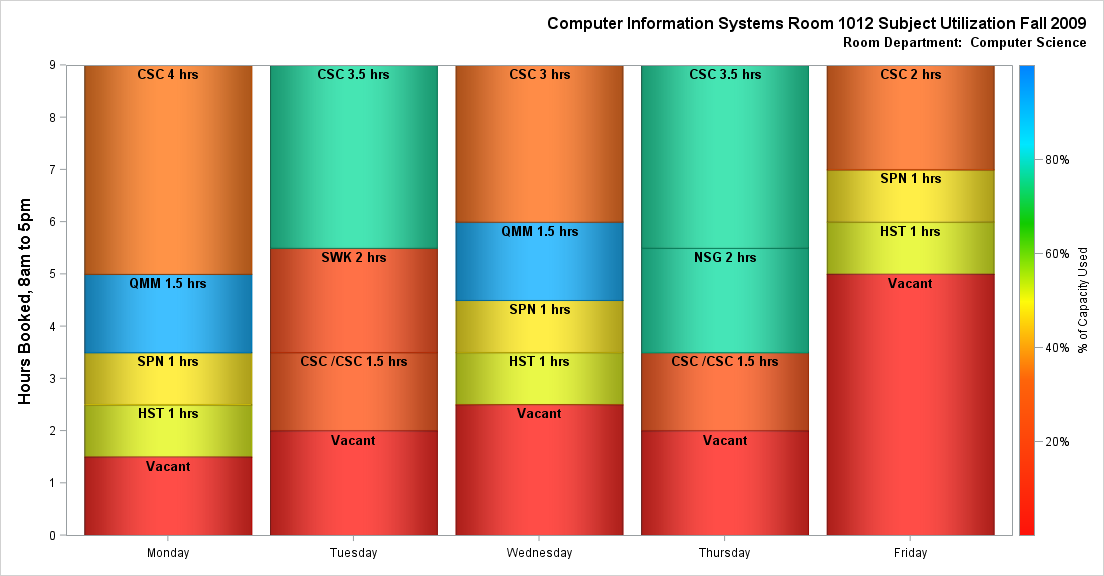 Computer Information Systems Room 1012 Subject Utilization Fall 2009
Room Department:  Computer Science
Hours Booked, 8am to 5pm
9
8
7
6
5
4
3
2
1
0
CSC 4 hrs
QMM 1.5 hrs
SPN 1 hrs
HST 1 hrs
Vacant
Monday
CSC 3.5 hrs
SWK 2 hrs
CSC /CSC 1.5 hrs
Vacant
Tuesday
CSC 3 hrs
QMM 1.5 hrs
SPN 1 hrs
HST 1 hrs
Vacant
Wednesday
CSC 3.5 hrs
NSG 2 hrs
CSC /CSC 1.5 hrs
Vacant
Thursday
CSC 2 hrs
SPN 1 hrs
HST 1 hrs
Vacant
Friday
80%
60%
40%
20%
% of Capacity Used